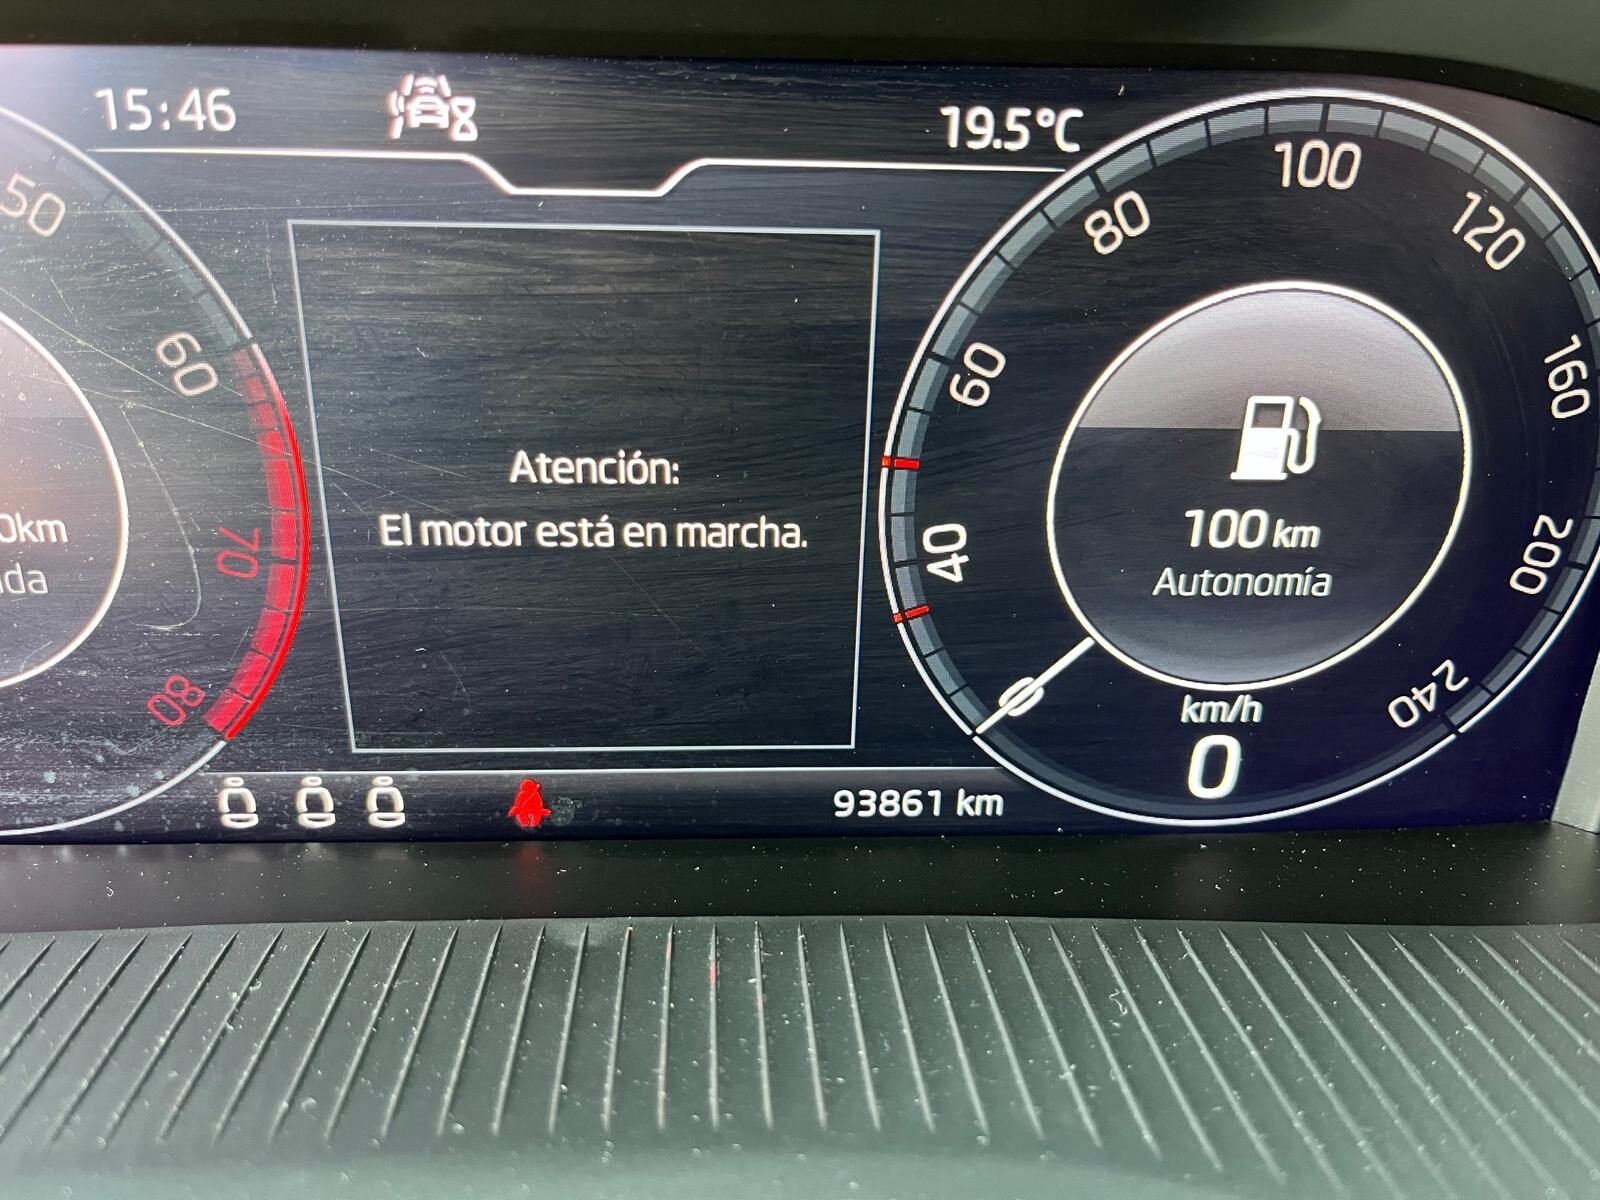 15:46
19.5°C
50
60
70
80
Atención:
El motor está en marcha.
0km
da
40
60
80
100
120
160
200
240
100 km
Autonomía
km/h
0
93861 km